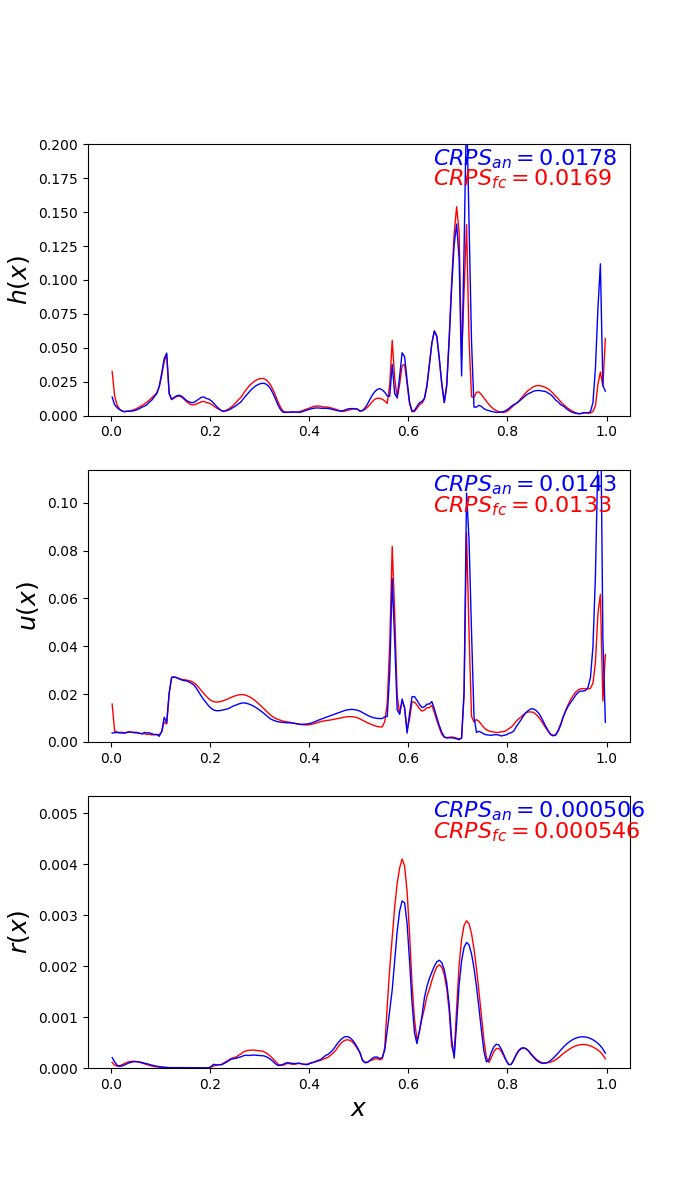 0.200
0.175
0.150
0.125
0.100
0.075
0.050
0.025
0.000
h(x)
CRPS_an = 0.0178
CRPS_fc = 0.0169
0.0 0.2 0.4 0.6 0.8 1.0
0.10
0.08
0.06
0.04
0.02
0.00
u(x)
CRPS_an = 0.0143
CRPS_fc = 0.0133
0.0 0.2 0.4 0.6 0.8 1.0
0.005
0.004
0.003
0.002
0.001
0.000
r(x)
CRPS_an = 0.000506
CRPS_fc = 0.000546
0.0 0.2 0.4 0.6 0.8 1.0
x